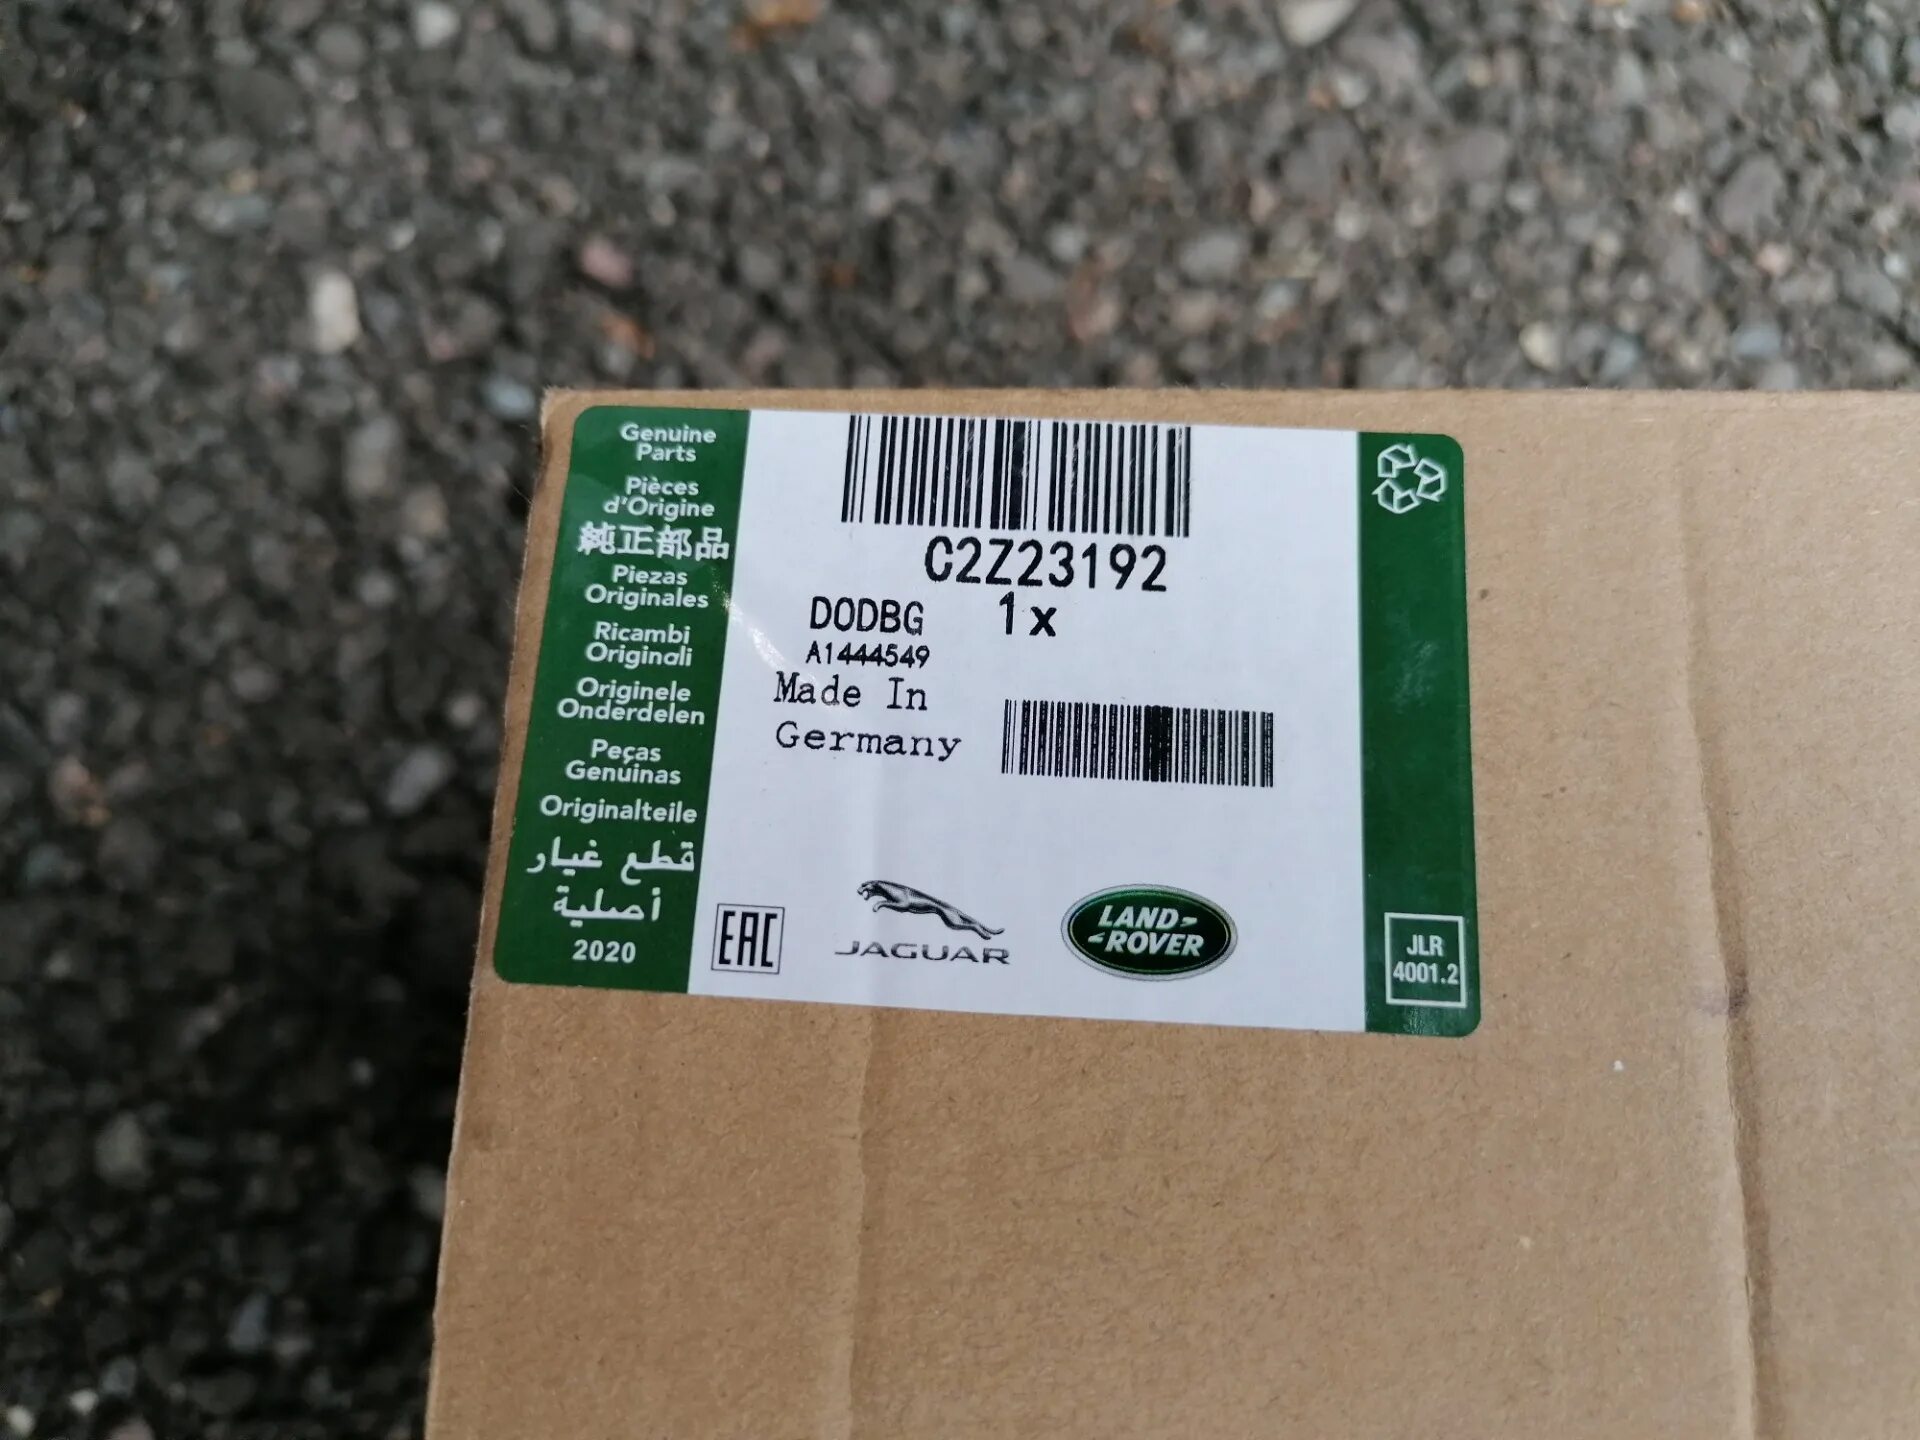 Genuine
Parts
Pièces
d'Origine
純正部品
Piezas
Originales
Ricambi
Originali
Originele
Onderdelen
Peças
Genuinas
Originalteile
قطع غيار
أصلية
2020
C2Z23192
DODBG 1x
A1444549
Made In
Germany
EAC
JAGUAR
LAND-
-ROVER
JLR
4001.2